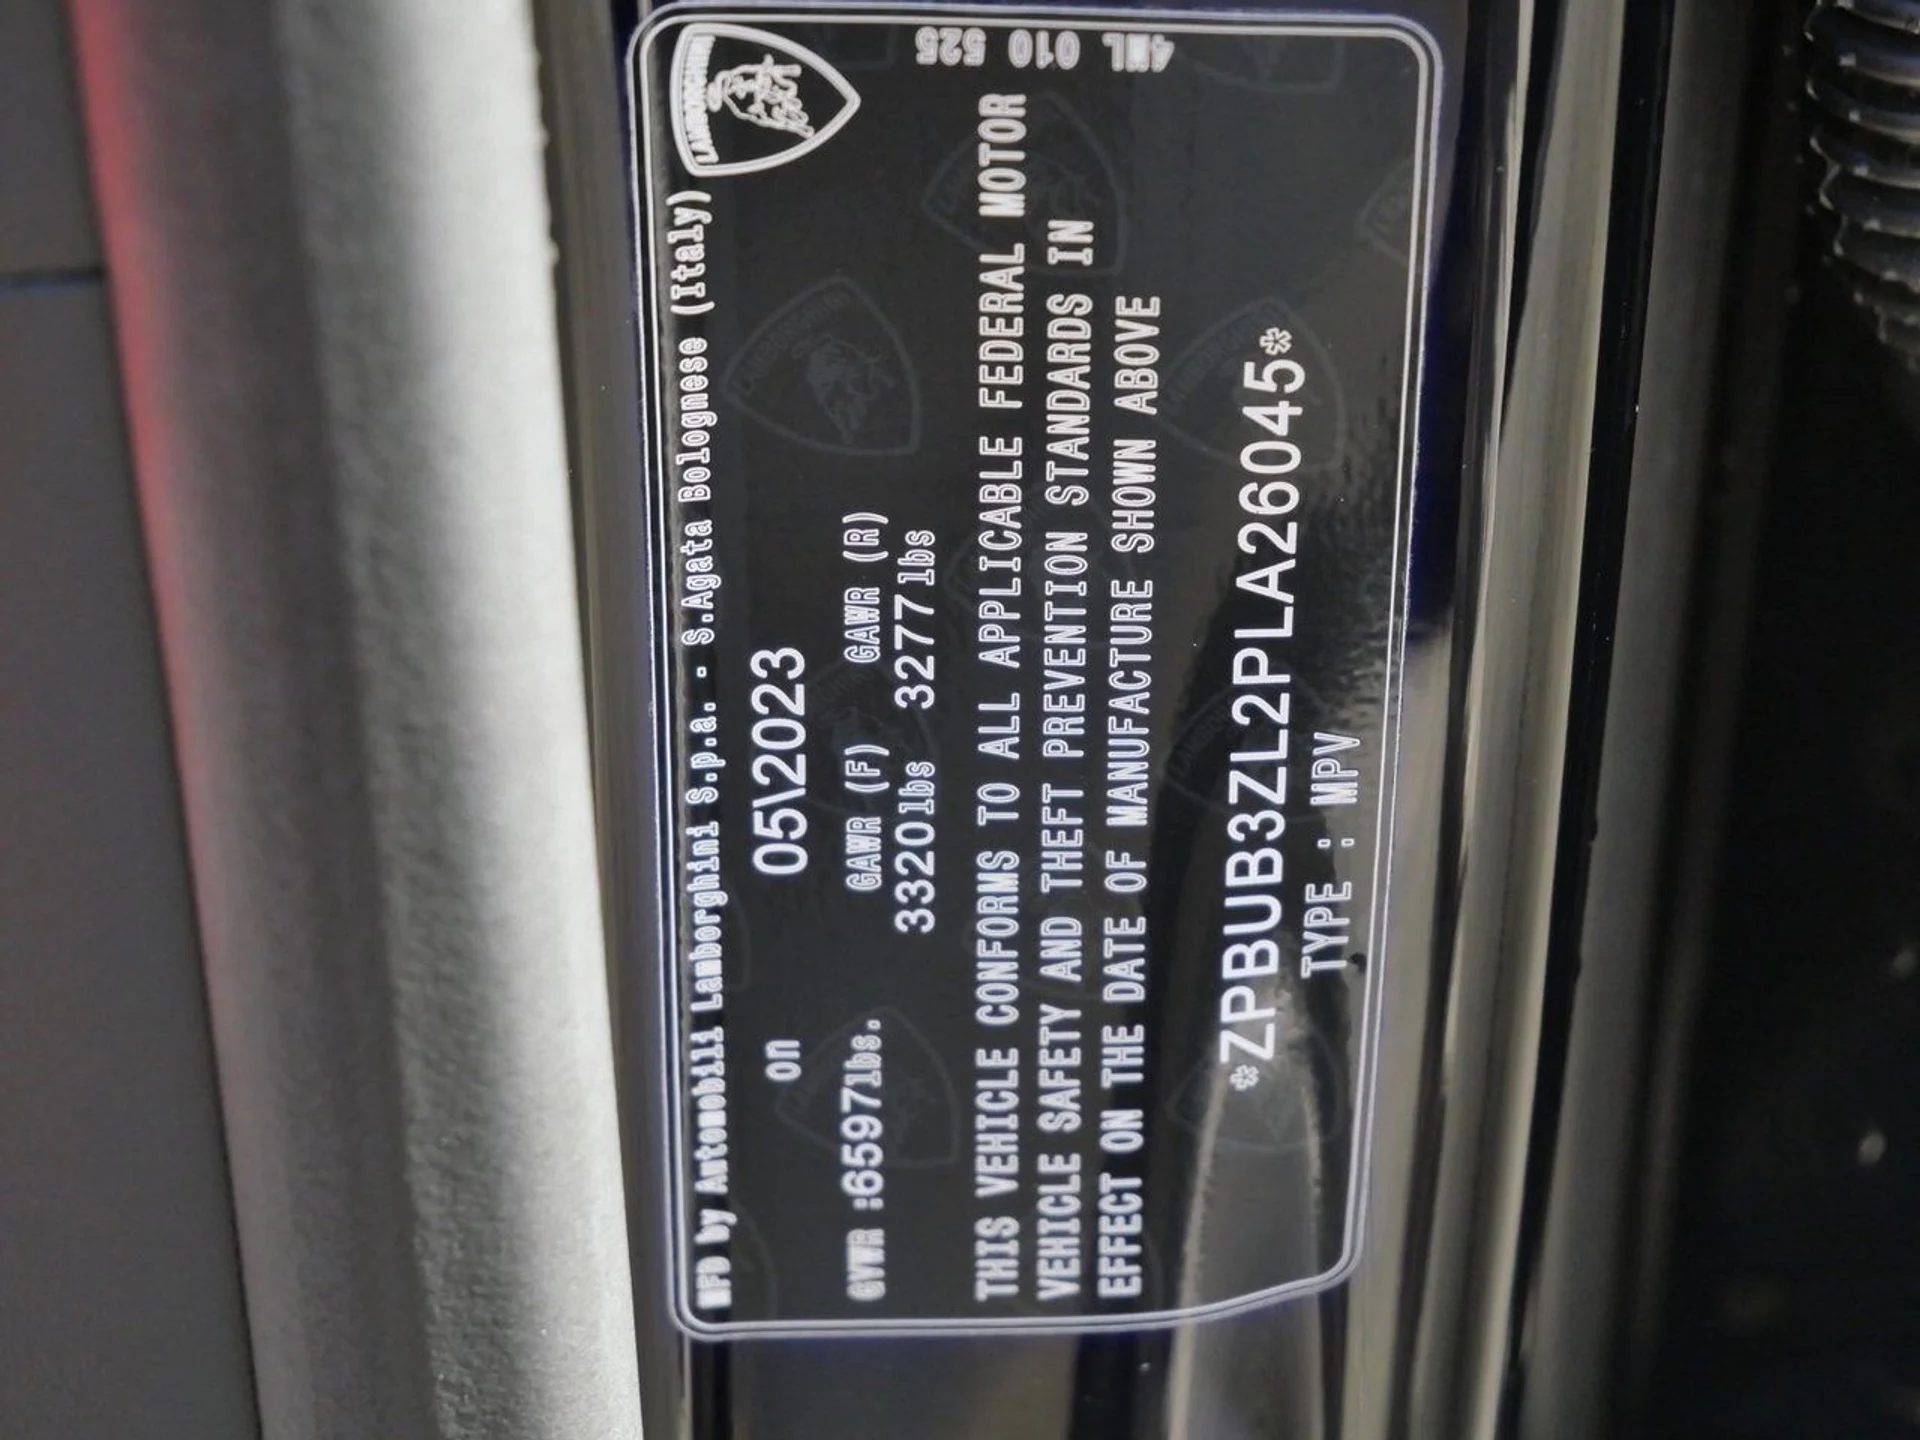 LAMBORGHINI
MFD by Automobili Lamborghini S.p.a. - S.Agata Bolognese (Italy)
on 05\2023
GVWR :6597lbs. GAWR (F) GAWR (R)
3320lbs 3277lbs
THIS VEHICLE CONFORMS TO ALL APPLICABLE FEDERAL MOTOR
VEHICLE SAFETY AND THEFT PREVENTION STANDARDS IN
EFFECT ON THE DATE OF MANUFACTURE SHOWN ABOVE
*ZPBUB3ZL2PLA26045*
TYPE : MPV
4ML 010 525